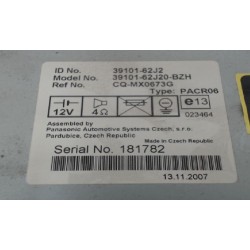 ID No. 39101-62J2
Model No. 39101-62J20-BZH
Ref No. CQ-MX0673G
Type: PACR06
12V 4Ω e13
023464
Assembled by
Panasonic Automotive Systems Czech, s.r.o.
Pardubice, Czech Republic
Made in Czech Republic
Serial No. 181782
13.11.2007